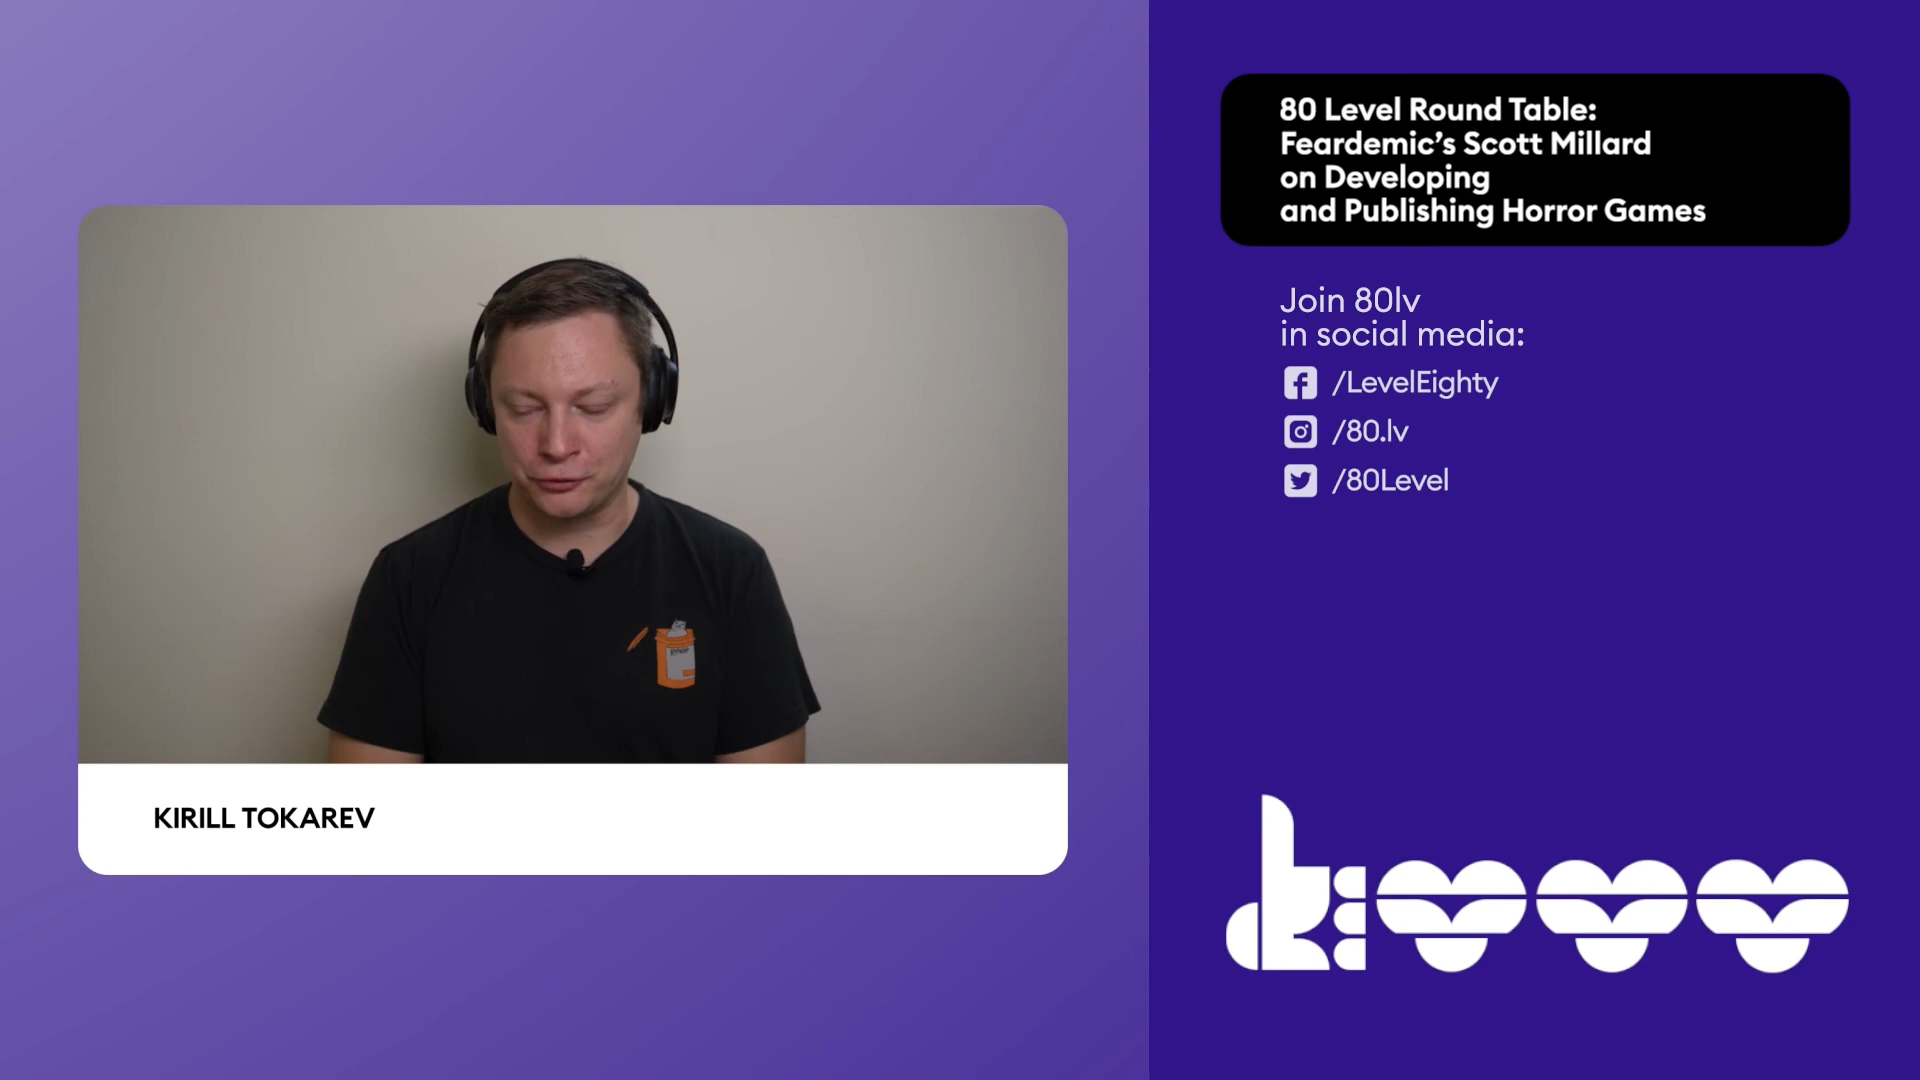 80 Level Round Table:
Feardemic’s Scott Millard
on Developing
and Publishing Horror Games
Join 80lv
in social media:
/LevelEighty
/80.lv
/80Level
KIRILL TOKAREV